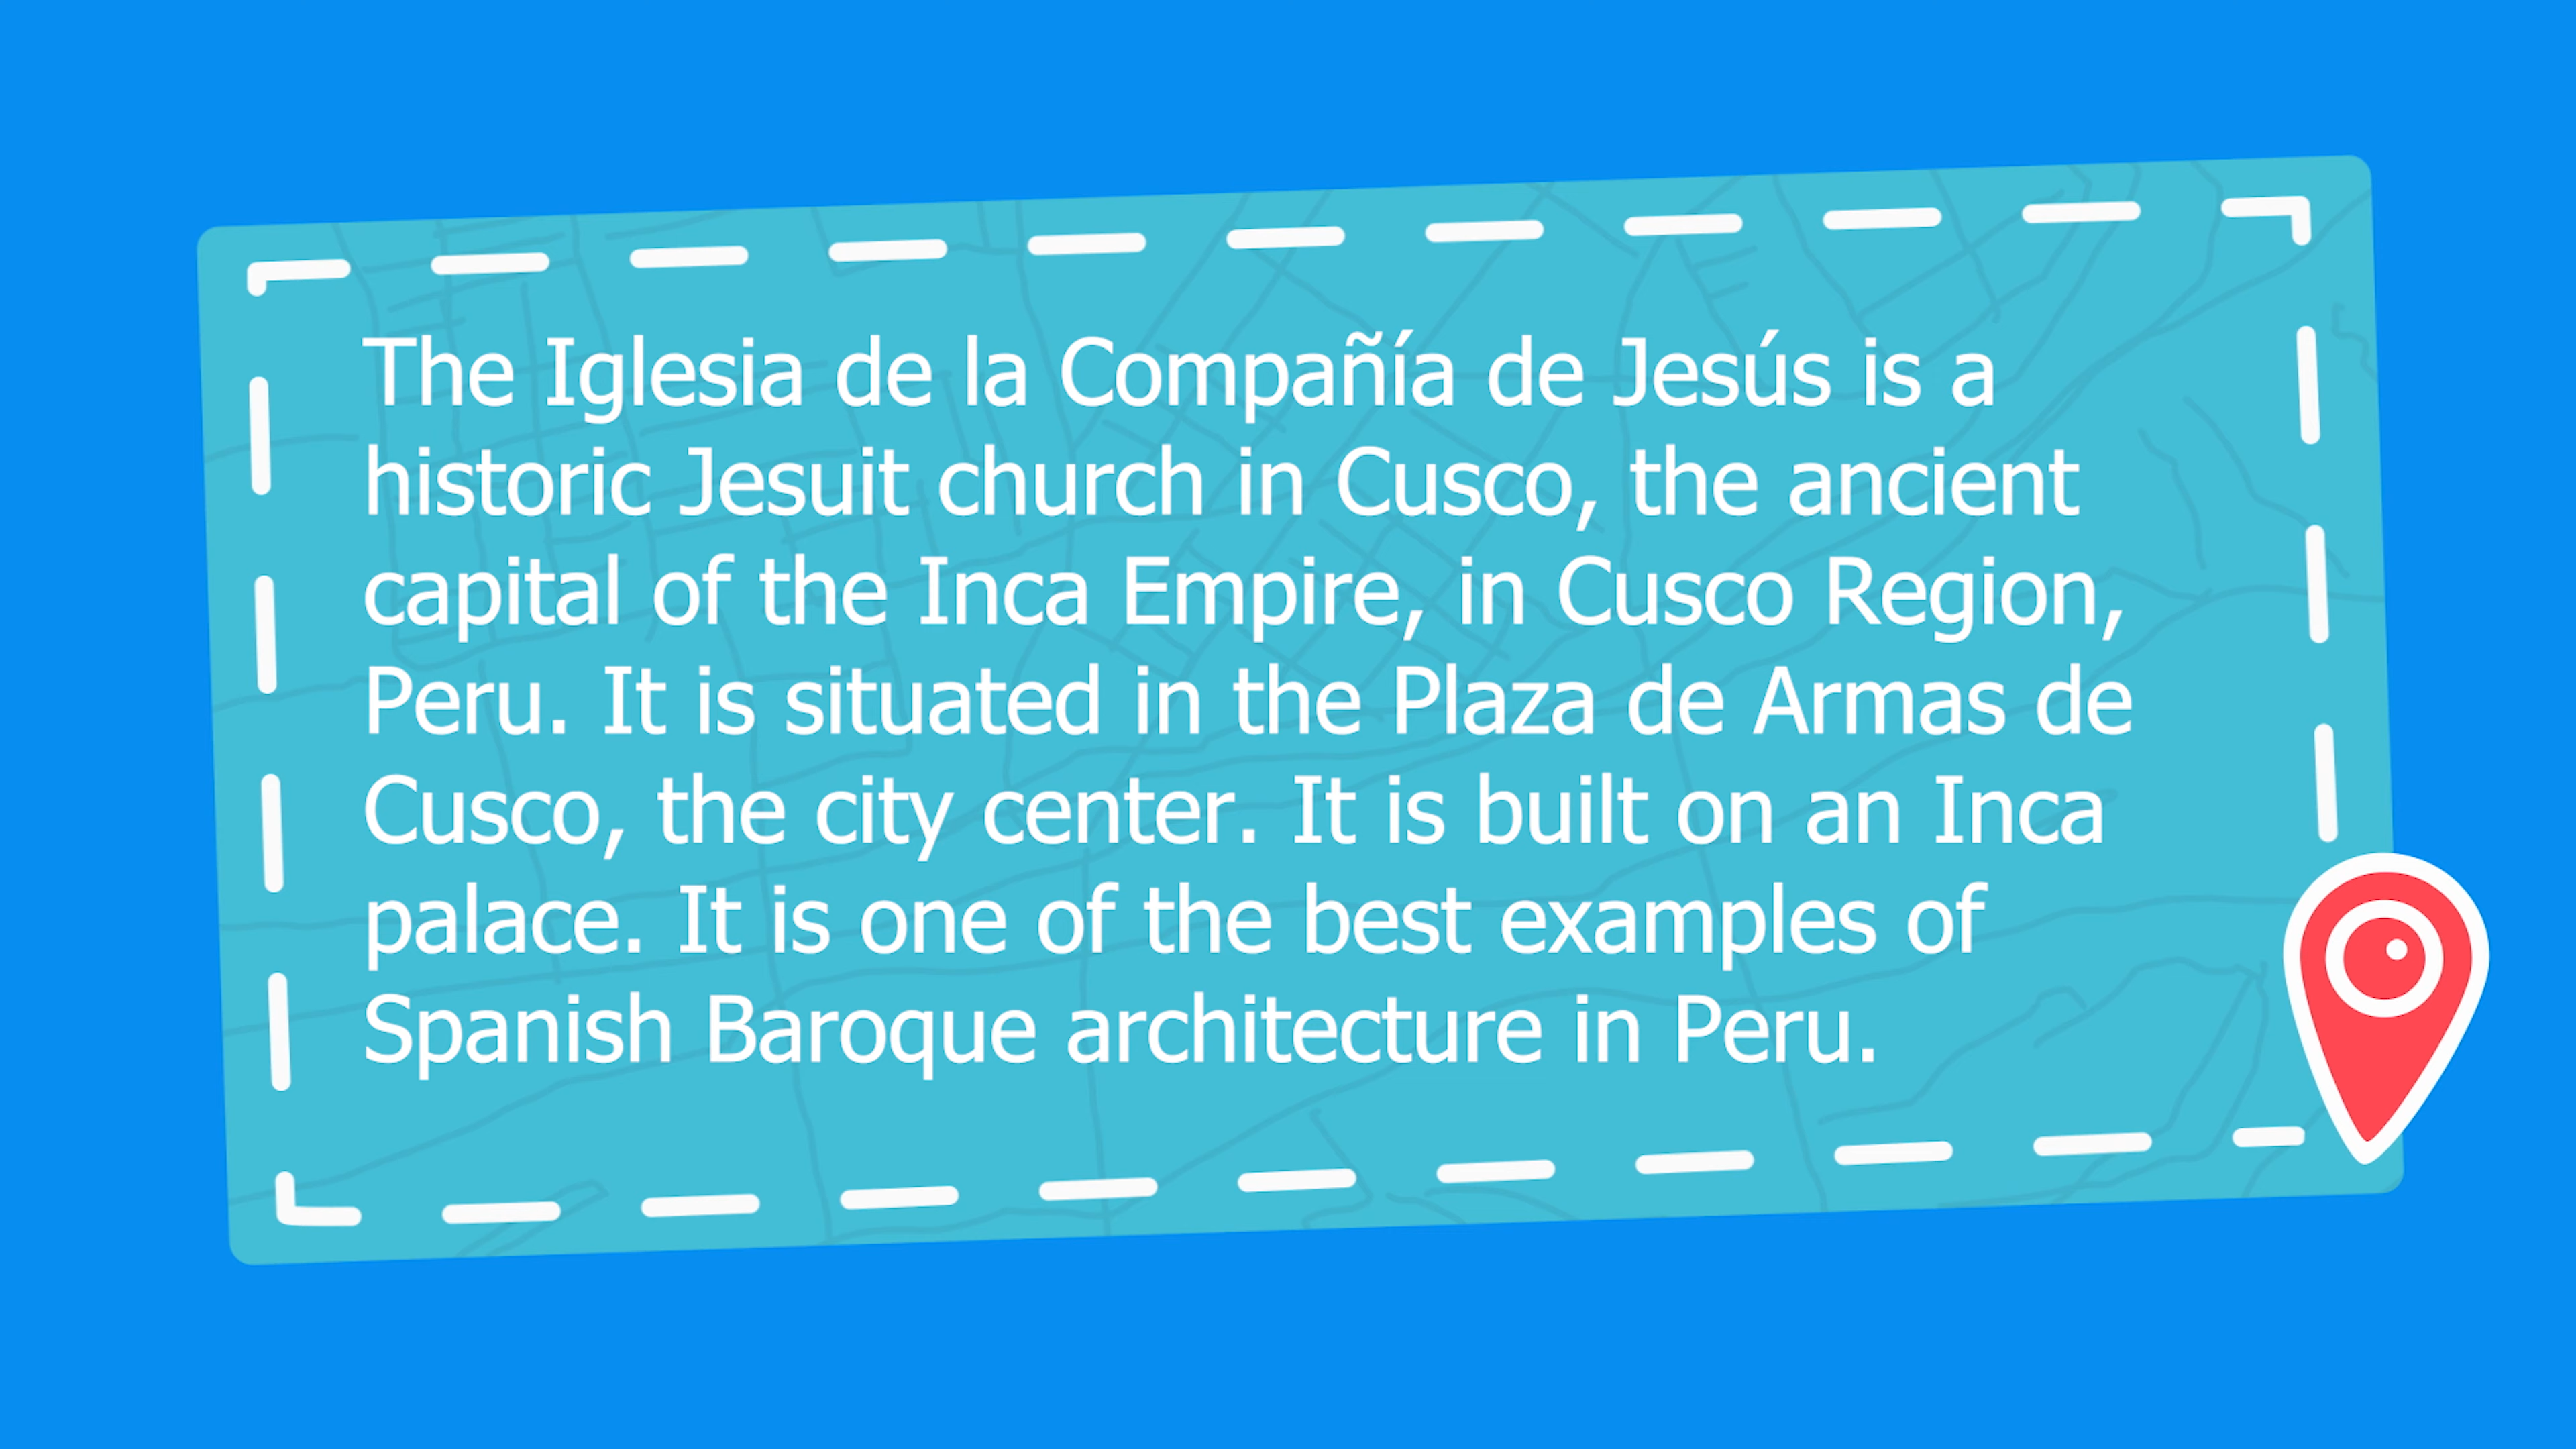 The Iglesia de la Compañía de Jesús is a
historic Jesuit church in Cusco, the ancient
capital of the Inca Empire, in Cusco Region,
Peru. It is situated in the Plaza de Armas de
Cusco, the city center. It is built on an Inca
palace. It is one of the best examples of
Spanish Baroque architecture in Peru.